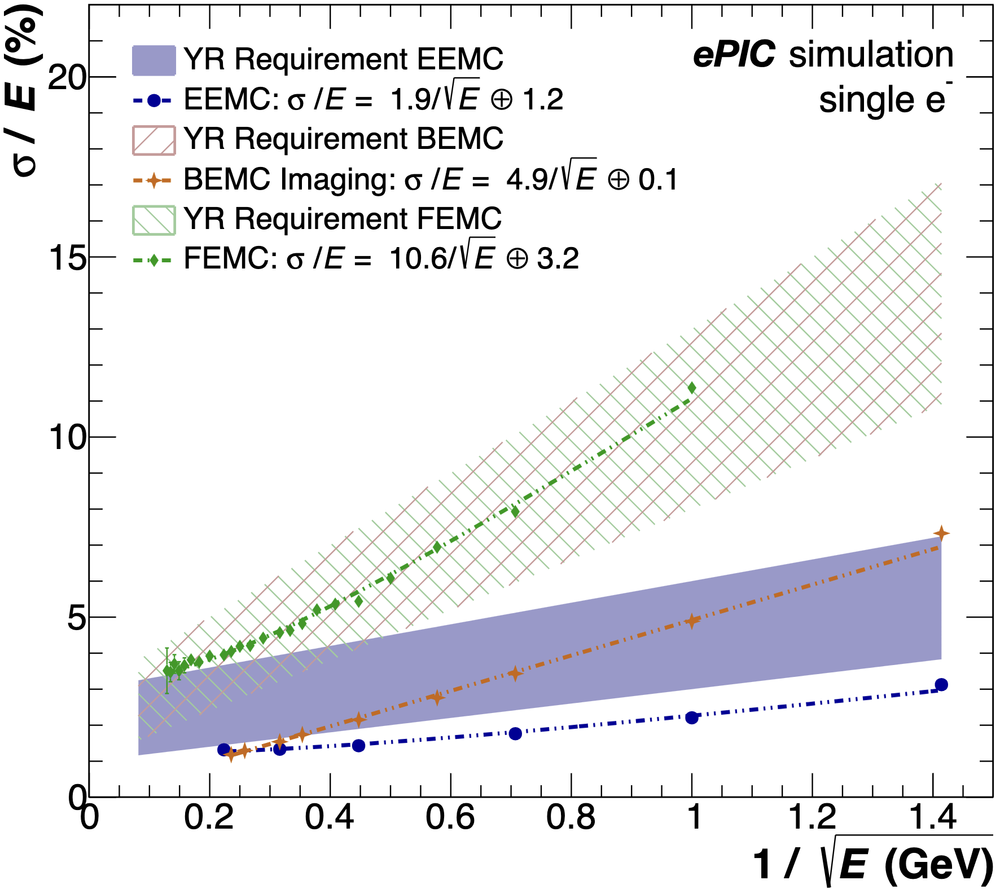 σ / E (%)
ePIC simulation
single e⁻
YR Requirement EEMC
EEMC: σ /E = 1.9/√E ⊕ 1.2
YR Requirement BEMC
BEMC Imaging: σ /E = 4.9/√E ⊕ 0.1
YR Requirement FEMC
FEMC: σ /E = 10.6/√E ⊕ 3.2
20
15
10
5
0
0 0.2 0.4 0.6 0.8 1 1.2 1.4
1 / √E (GeV)